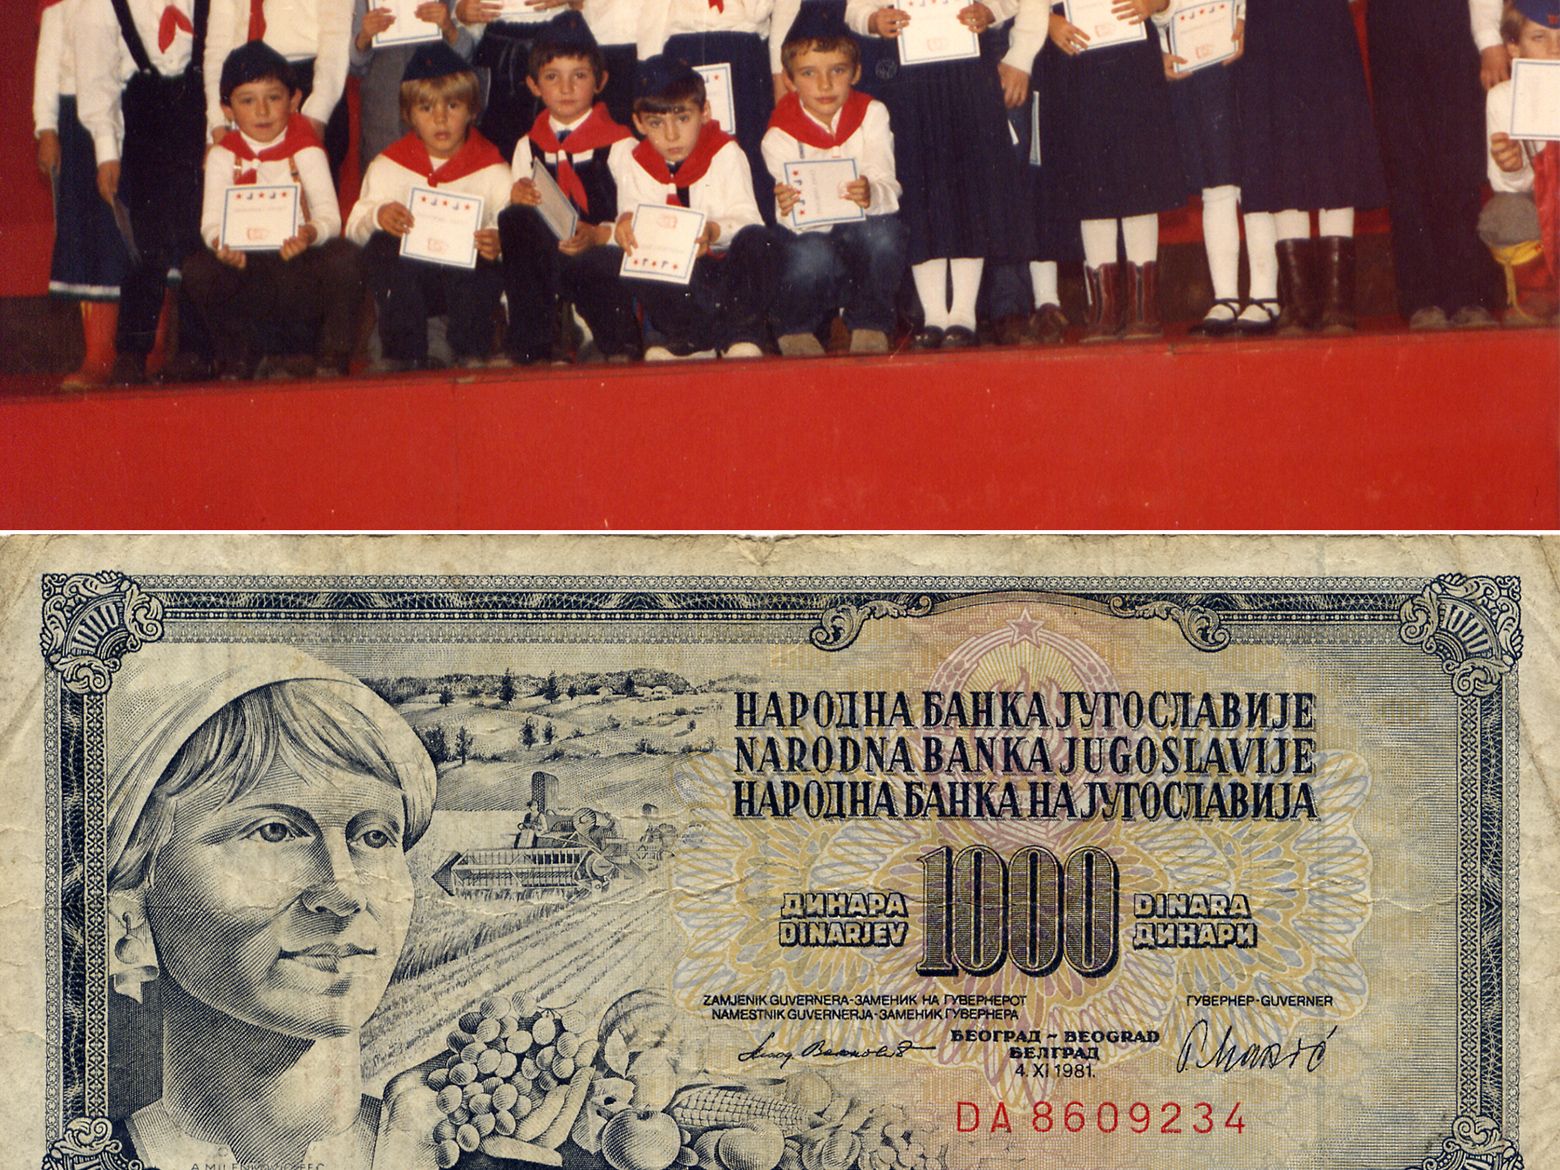 НАРОДНА БАНКА ЈУГОСЛАВИЈЕ
NARODNA BANKA JUGOSLAVIJE
НАРОДНА БАНКА НА ЈУГОСЛАВИЈА
ДИНАРА 1000 DINARA
DINARJEV ДИНАРИ
ZAMJENIK GUVERNERA-ЗАМЕНИК НА ГУВЕРНЕРОТ
NAMESTNIK GUVERNERJA-ЗАМЕНИК ГУВЕРНЕРА
ГУВЕРНЕР-GUVERNER
БЕОГРАД - BEOGRAD
БЕЛГРАД
4. XI 1981.
DA 8609234